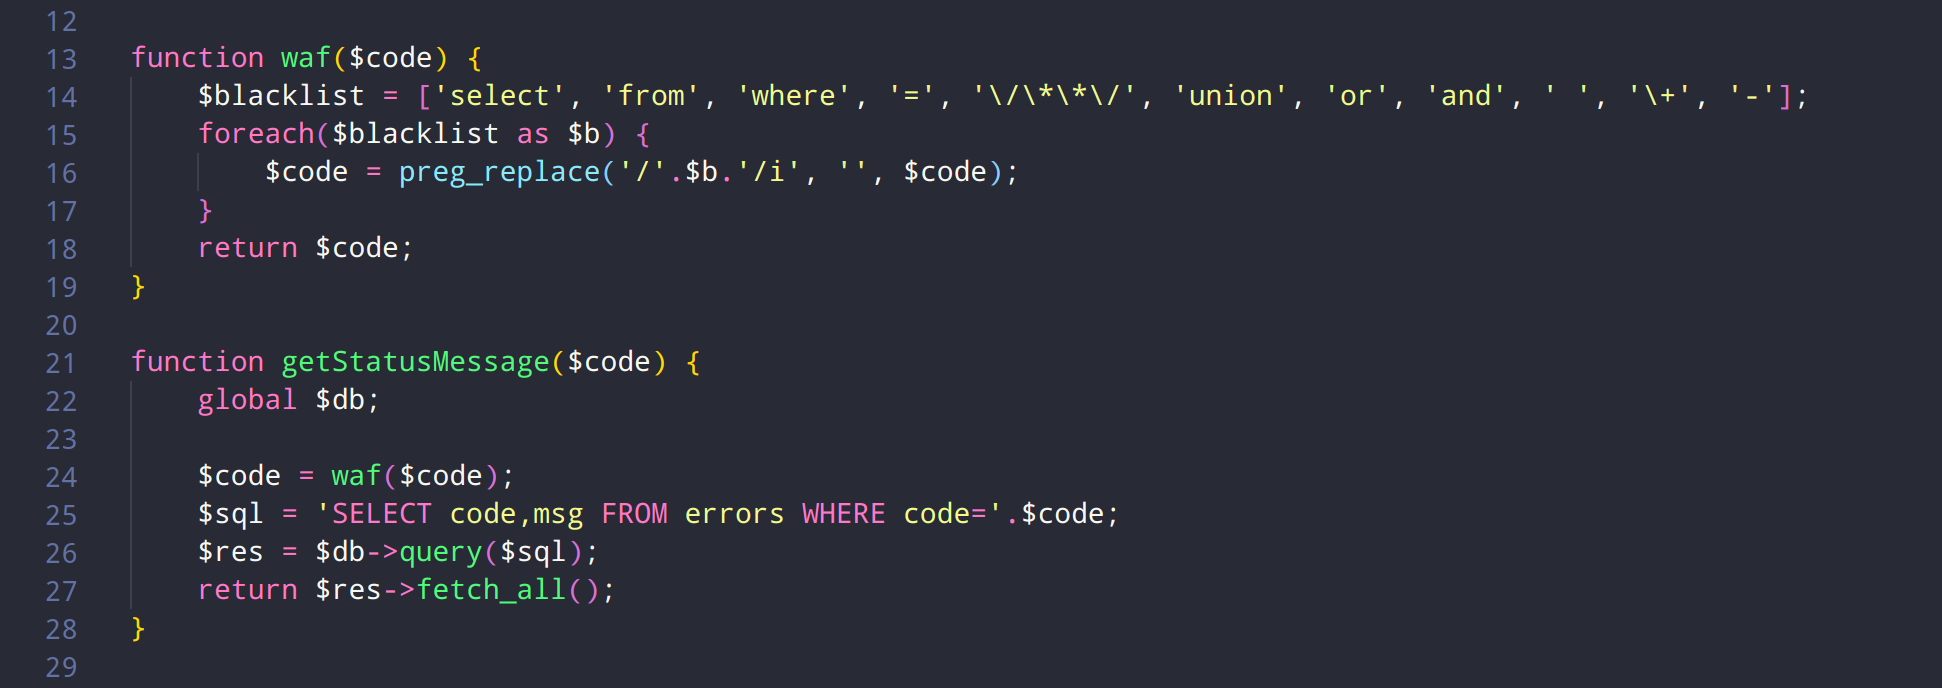 12
13 function waf($code) {
14     $blacklist = ['select', 'from', 'where', '=', '\/\*\*\/', 'union', 'or', 'and', ' ', '\+', '-'];
15     foreach($blacklist as $b) {
16         $code = preg_replace('/'.$b.'/i', '', $code);
17     }
18     return $code;
19 }
20
21 function getStatusMessage($code) {
22     global $db;
23
24     $code = waf($code);
25     $sql = 'SELECT code,msg FROM errors WHERE code='.$code;
26     $res = $db->query($sql);
27     return $res->fetch_all();
28 }
29